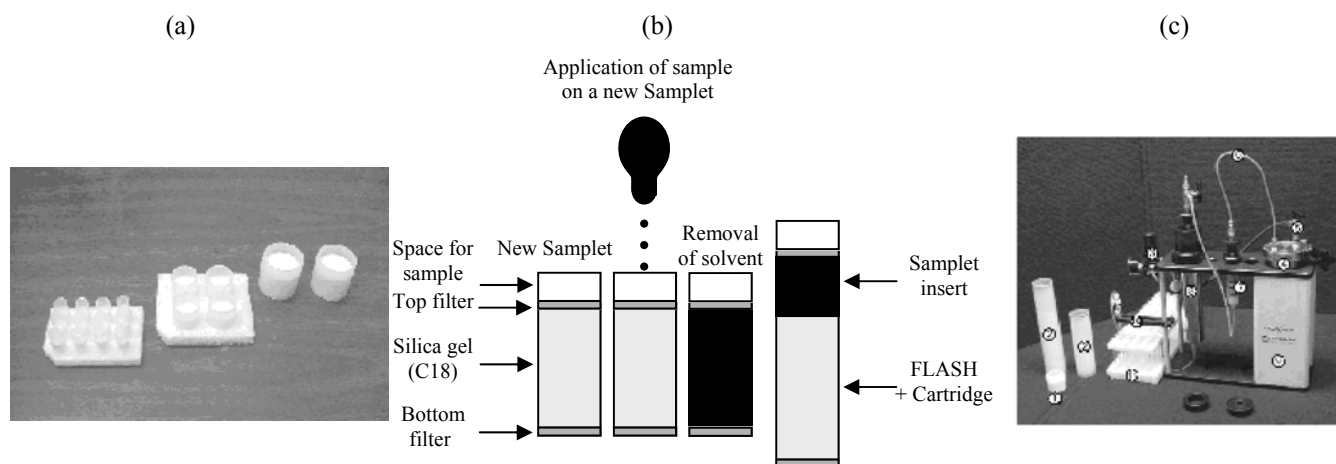 (a)
(b)
(c)
Application of sample
on a new Samplet
Space for
sample
New Samplet
Removal
of solvent
Top filter
Silica gel
(C18)
Bottom
filter
Samplet
insert
FLASH
+ Cartridge